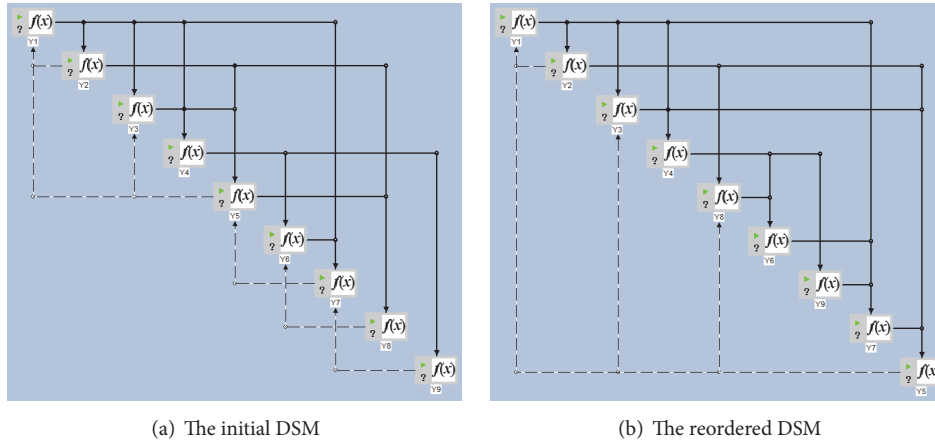 ? f(x)
Y1
? f(x)
Y2
? f(x)
Y3
? f(x)
Y4
? f(x)
Y5
? f(x)
Y6
? f(x)
Y7
? f(x)
Y8
? f(x)
Y9
(a) The initial DSM
? f(x)
Y1
? f(x)
Y2
? f(x)
Y3
? f(x)
Y4
? f(x)
Y8
? f(x)
Y6
? f(x)
Y9
? f(x)
Y7
? f(x
Y5
(b) The reordered DSM